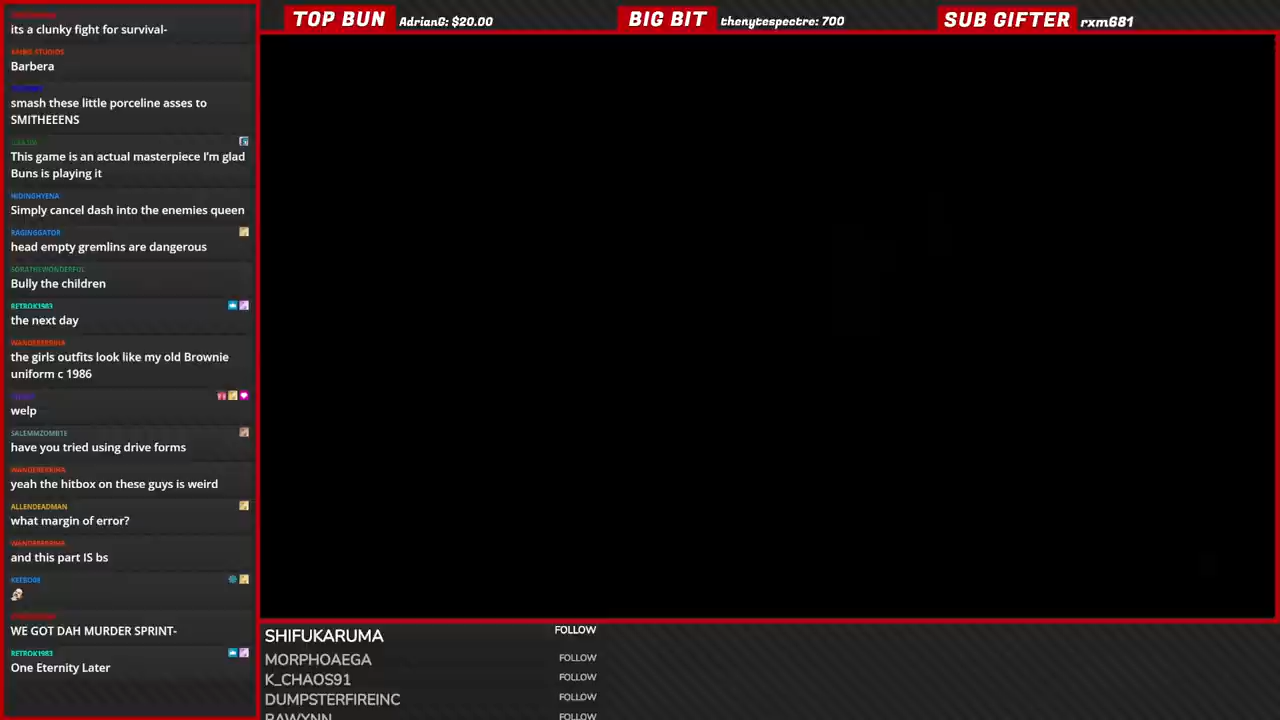 TOP BUN AdrianG: $20.00 BIG BIT thenytespectre: 700 SUB GIFTER rxm681
its a clunky fight for survival-
Barbera
smash these little porceline asses to
SMITHEEENS
This game is an actual masterpiece I'm glad
Buns is playing it
HIDINGHYENA
Simply cancel dash into the enemies queen
RAGINGGATOR
head empty gremlins are dangerous
SORATHEWONDERFUL
Bully the children
RETROK1983
the next day
the girls outfits look like my old Brownie
uniform c 1986
welp
SALEMMZOMBIE
have you tried using drive forms
yeah the hitbox on these guys is weird
ALLENDEADMAN
what margin of error?
and this part IS bs
WE GOT DAH MURDER SPRINT-
RETROK1983
One Eternity Later
SHIFUKARUMA FOLLOW
MORPHOAEGA FOLLOW
K_CHAOS91 FOLLOW
DUMPSTERFIREINC FOLLOW
RAWXNN FOLLOW